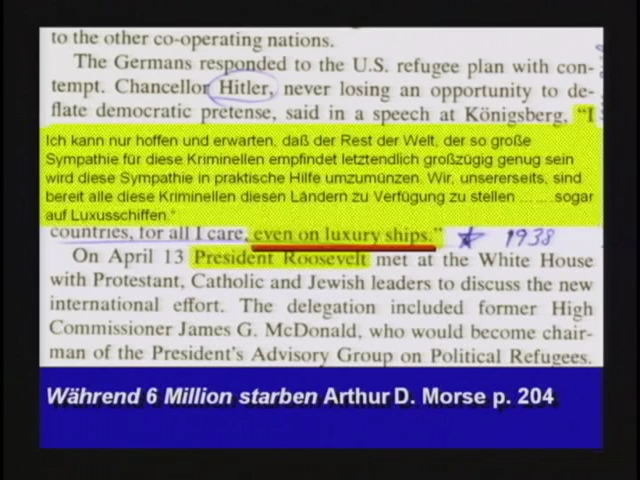 to the other co-operating nations.
The Germans responded to the U.S. refugee plan with con-
tempt. Chancellor Hitler, never losing an opportunity to de-
flate democratic pretense, said in a speech at Königsberg, "I
Ich kann nur hoffen und erwarten, daß der Rest der Welt, der so große
Sympathie für diese Kriminellen empfindet letztendlich großzügig genug sein
wird diese Sympathie in praktische Hilfe umzumünzen. Wir, unsererseits, sind
bereit alle diese Kriminellen diesen Ländern zu Verfügung zu stellen ........sogar
auf Luxusschiffen."
countries, for all I care, even on luxury ships." 1938
On April 13 President Roosevelt met at the White House
with Protestant, Catholic and Jewish leaders to discuss the new
international effort. The delegation included former High
Commissioner James G. McDonald, who would become chair-
man of the President's Advisory Group on Political Refugees.
Während 6 Million starben Arthur D. Morse p. 204